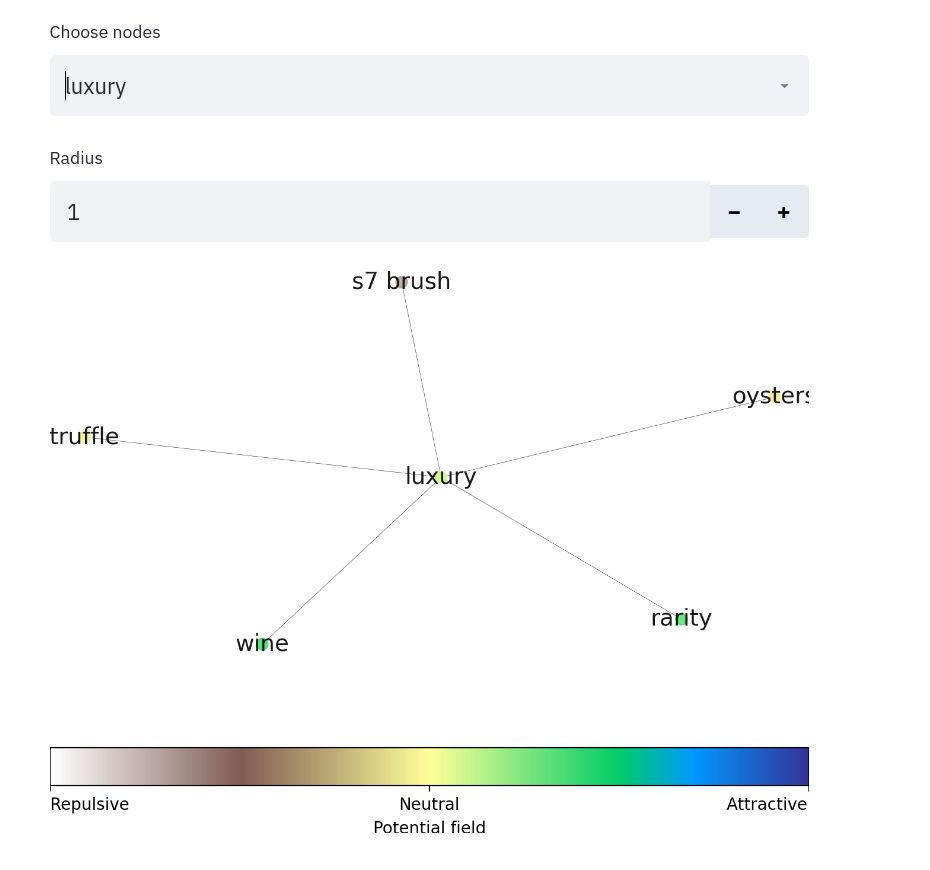 Choose nodes
luxury
Radius
1
− +
s7 brush
oysters
truffle
luxury
rarity
wine
Repulsive Neutral Attractive
Potential field